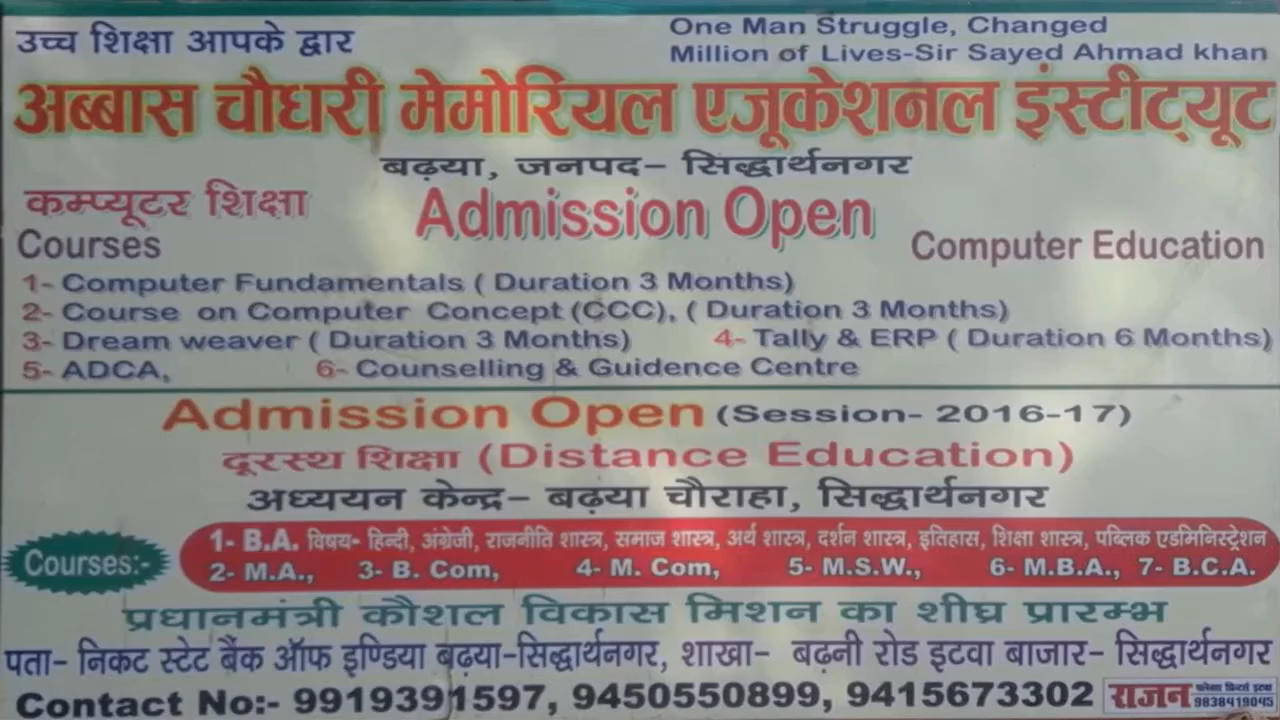 उच्च शिक्षा आपके द्वार
One Man Struggle, Changed
Million of Lives-Sir Sayed Ahmad khan
अब्बास चौधरी मेमोरियल एजूकेशनल इंस्टीट्यूट
बढ़या, जनपद- सिद्धार्थनगर
कम्प्यूटर शिक्षा
Admission Open
Courses
Computer Education
1- Computer Fundamentals ( Duration 3 Months)
2- Course on Computer Concept (CCC), ( Duration 3 Months)
3- Dream weaver ( Duration 3 Months) 4- Tally & ERP ( Duration 6 Months)
5- ADCA, 6- Counselling & Guidence Centre
Admission Open (Session- 2016-17)
दूरस्थ शिक्षा (Distance Education)
अध्ययन केन्द्र- बढ़या चौराहा, सिद्धार्थनगर
Courses:-
1- B.A. विषय- हिन्दी, अंग्रेजी, राजनीति शास्त्र, समाज शास्त्र, अर्थ शास्त्र, दर्शन शास्त्र, इतिहास, शिक्षा शास्त्र, पब्लिक एडमिनिस्ट्रेशन
2- M.A., 3- B. Com, 4- M. Com, 5- M.S.W., 6- M.B.A., 7- B.C.A.
प्रधानमंत्री कौशल विकास मिशन का शीघ्र प्रारम्भ
पता- निकट स्टेट बैंक ऑफ इण्डिया बढ़या-सिद्धार्थनगर, शाखा- बढ़नी रोड इटवा बाजार- सिद्धार्थनगर
Contact No:- 9919391597, 9450550899, 9415673302
राजन
9838419045